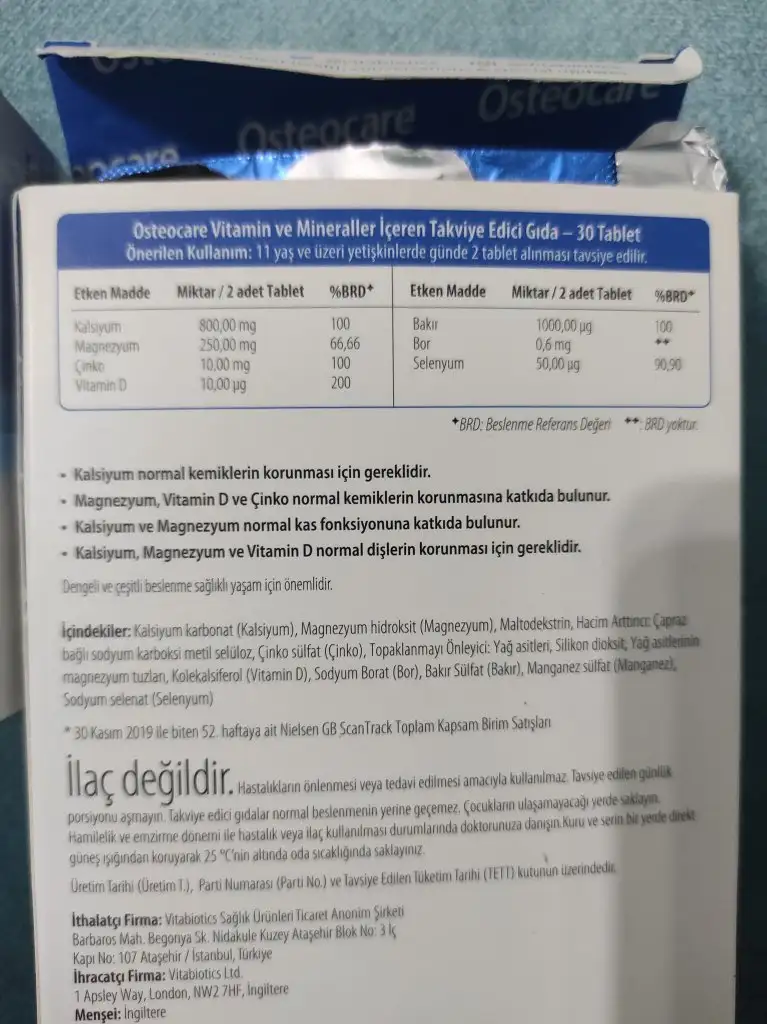 Osteocare
Osteocare
Osteocare Vitamin ve Mineraller İçeren Takviye Edici Gıda – 30 Tablet
Önerilen Kullanım: 11 yaş ve üzeri yetişkinlerde günde 2 tablet alınması tavsiye edilir.
Etken Madde Miktar / 2 adet Tablet %BRD✦ Etken Madde Miktar / 2 adet Tablet %BRD✦
Kalsiyum 800,00 mg 100 Bakır 1000,00 µg 100
Magnezyum 250,00 mg 66,66 Bor 0,6 mg ✦✦
Çinko 10,00 mg 100 Selenyum 50,00 µg 90,90
Vitamin D 10,00 µg 200
✦BRD: Beslenme Referans Değeri ✦✦: BRD yoktur.
• Kalsiyum normal kemiklerin korunması için gereklidir.
• Magnezyum, Vitamin D ve Çinko normal kemiklerin korunmasına katkıda bulunur.
• Kalsiyum ve Magnezyum normal kas fonksiyonuna katkıda bulunur.
• Kalsiyum, Magnezyum ve Vitamin D normal dişlerin korunması için gereklidir.
Dengeli ve çeşitli beslenme sağlıklı yaşam için önemlidir.
İçindekiler: Kalsiyum karbonat (Kalsiyum), Magnezyum hidroksit (Magnezyum), Maltodekstrin, Hacim Arttırıcı: Çapraz
bağlı sodyum karboksi metil selüloz, Çinko sülfat (Çinko), Topaklanmayı Önleyici: Yağ asitleri, Silikon dioksit, Yağ asitlerinin
magnezyum tuzları, Kolekalsiferol (Vitamin D), Sodyum Borat (Bor), Bakır Sülfat (Bakır), Manganez sülfat (Manganez),
Sodyum selenat (Selenyum)
* 30 Kasım 2019 ile biten 52. haftaya ait Nielsen GB ScanTrack Toplam Kapsam Birim Satışları
İlaç değildir. Hastalıkların önlenmesi veya tedavi edilmesi amacıyla kullanılmaz. Tavsiye edilen günlük
porsiyonu aşmayın. Takviye edici gıdalar normal beslenmenin yerine geçemez. Çocukların ulaşamayacağı yerde saklayın.
Hamilelik ve emzirme dönemi ile hastalık veya ilaç kullanılması durumlarında doktorunuza danışın. Kuru ve serin bir yerde direkt
güneş ışığından koruyarak 25 °C'nin altında oda sıcaklığında saklayınız.
Üretim Tarihi (Üretim T.), Parti Numarası (Parti No.) ve Tavsiye Edilen Tüketim Tarihi (TETT) kutunun üzerindedir.
İthalatçı Firma: Vitabiotics Sağlık Ürünleri Ticaret Anonim Şirketi
Barbaros Mah. Begonya Sk. Nidakule Kuzey Ataşehir Blok No: 3 İç
Kapı No: 107 Ataşehir / İstanbul, Türkiye
İhracatçı Firma: Vitabiotics Ltd.
1 Apsley Way, London, NW2 7HF, İngiltere
Menşei: İngiltere